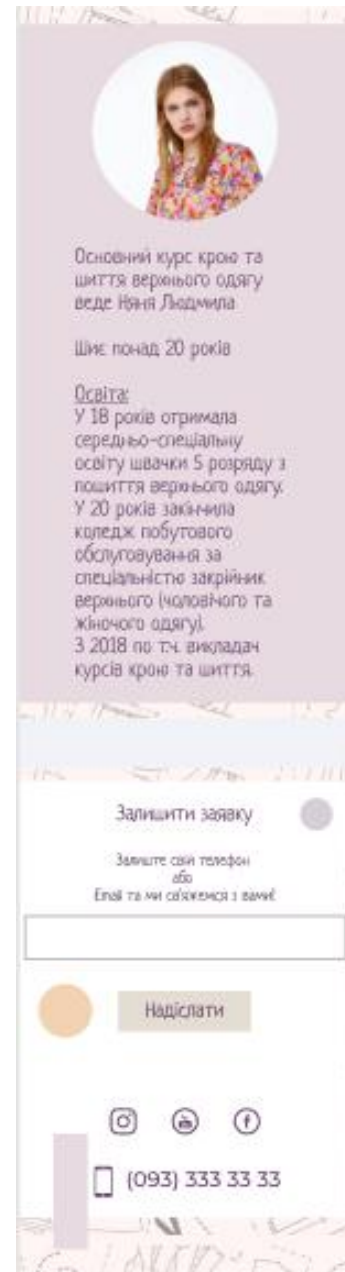 Основний курс крою та
шиття верхнього одягу
веде Няня Людмила
Шиє понад 20 років
Освіта:
У 18 років отримала
середньо-спеціальну
освіту швачки 5 розряду з
пошиття верхнього одягу.
У 20 років закінчила
коледж побутового
обслуговування за
спеціальністю закрійник
верхнього (чоловічого та
жіночого одягу).
З 2018 по т.ч. викладач
курсів крою та шиття.
Залишити заявку
Залиште свій телефон
або
Email та ми зв'яжемося з вами!
Надіслати
(093) 333 33 33